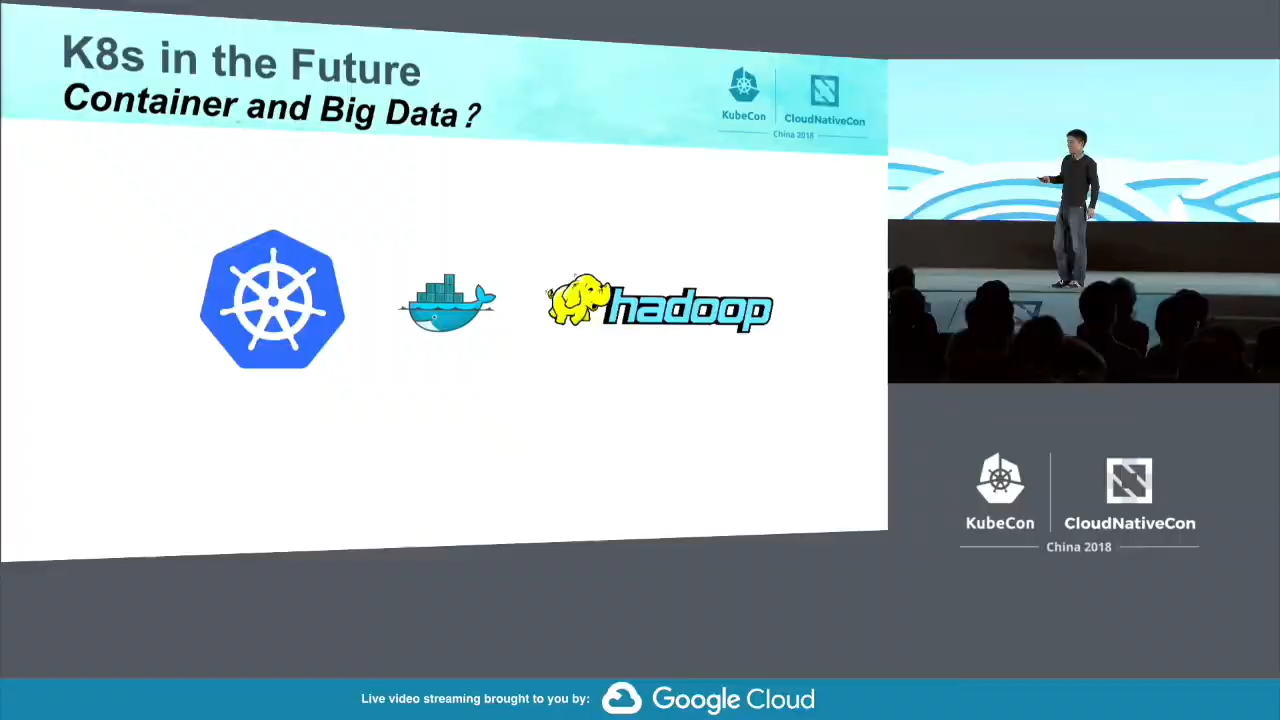 K8s in the Future
Container and Big Data?
KubeCon
CloudNativeCon
China 2018
hadoop
KubeCon
CloudNativeCon
China 2018
Live video streaming brought to you by:
Google Cloud